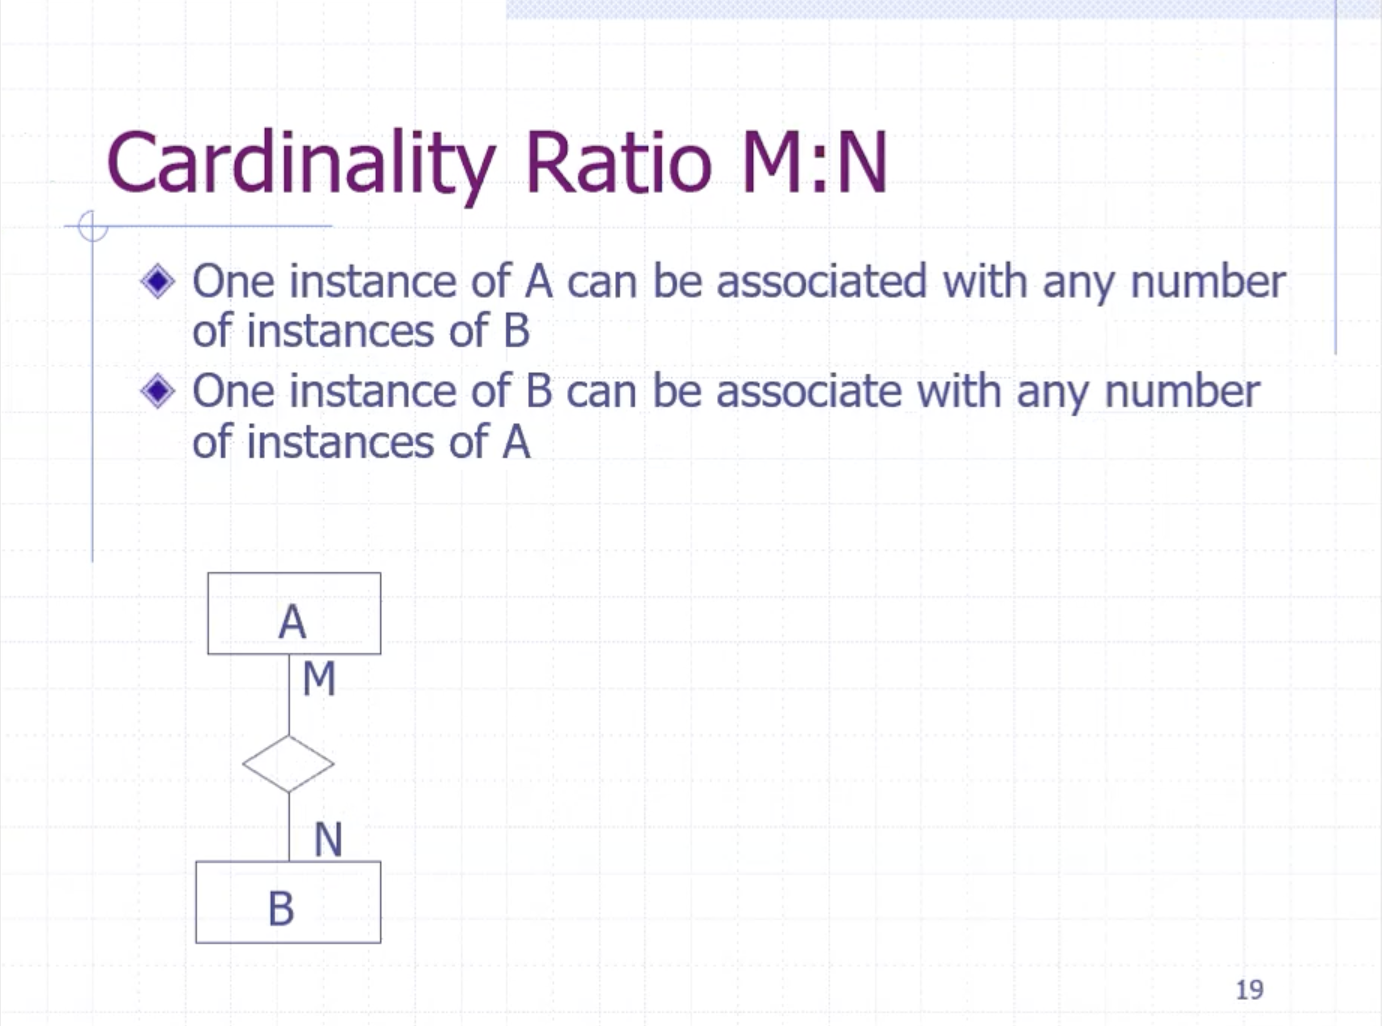 Cardinality Ratio M:N
One instance of A can be associated with any number
of instances of B
One instance of B can be associate with any number
of instances of A
A
M
N
B
19